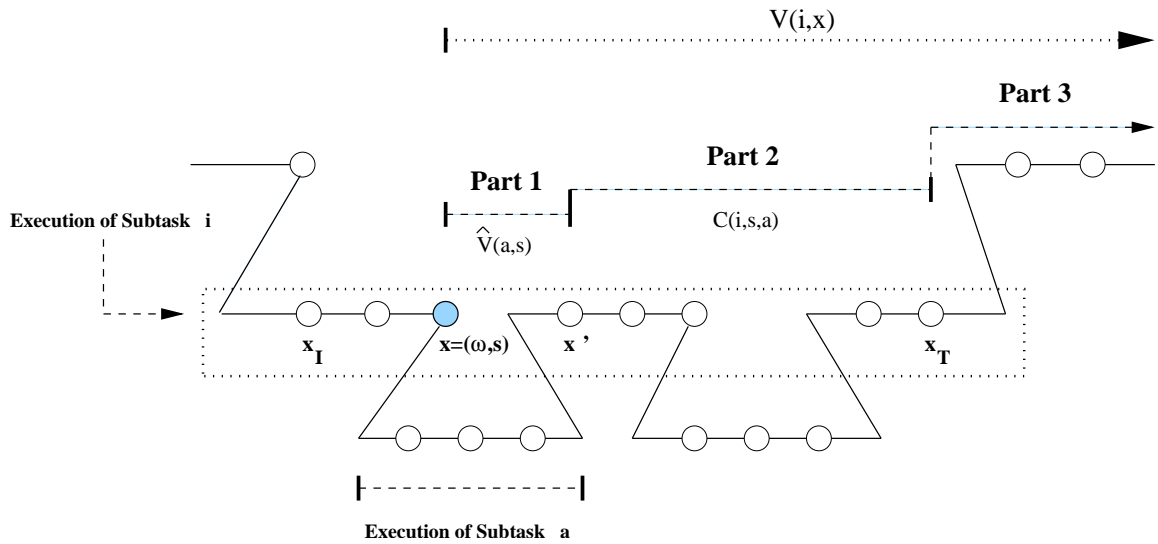 V(i,x)
Part 3
Part 2
Part 1
Execution of Subtask i
V̂(a,s)
C(i,s,a)
x_I
x=(ω,s)
x '
x_T
Execution of Subtask a